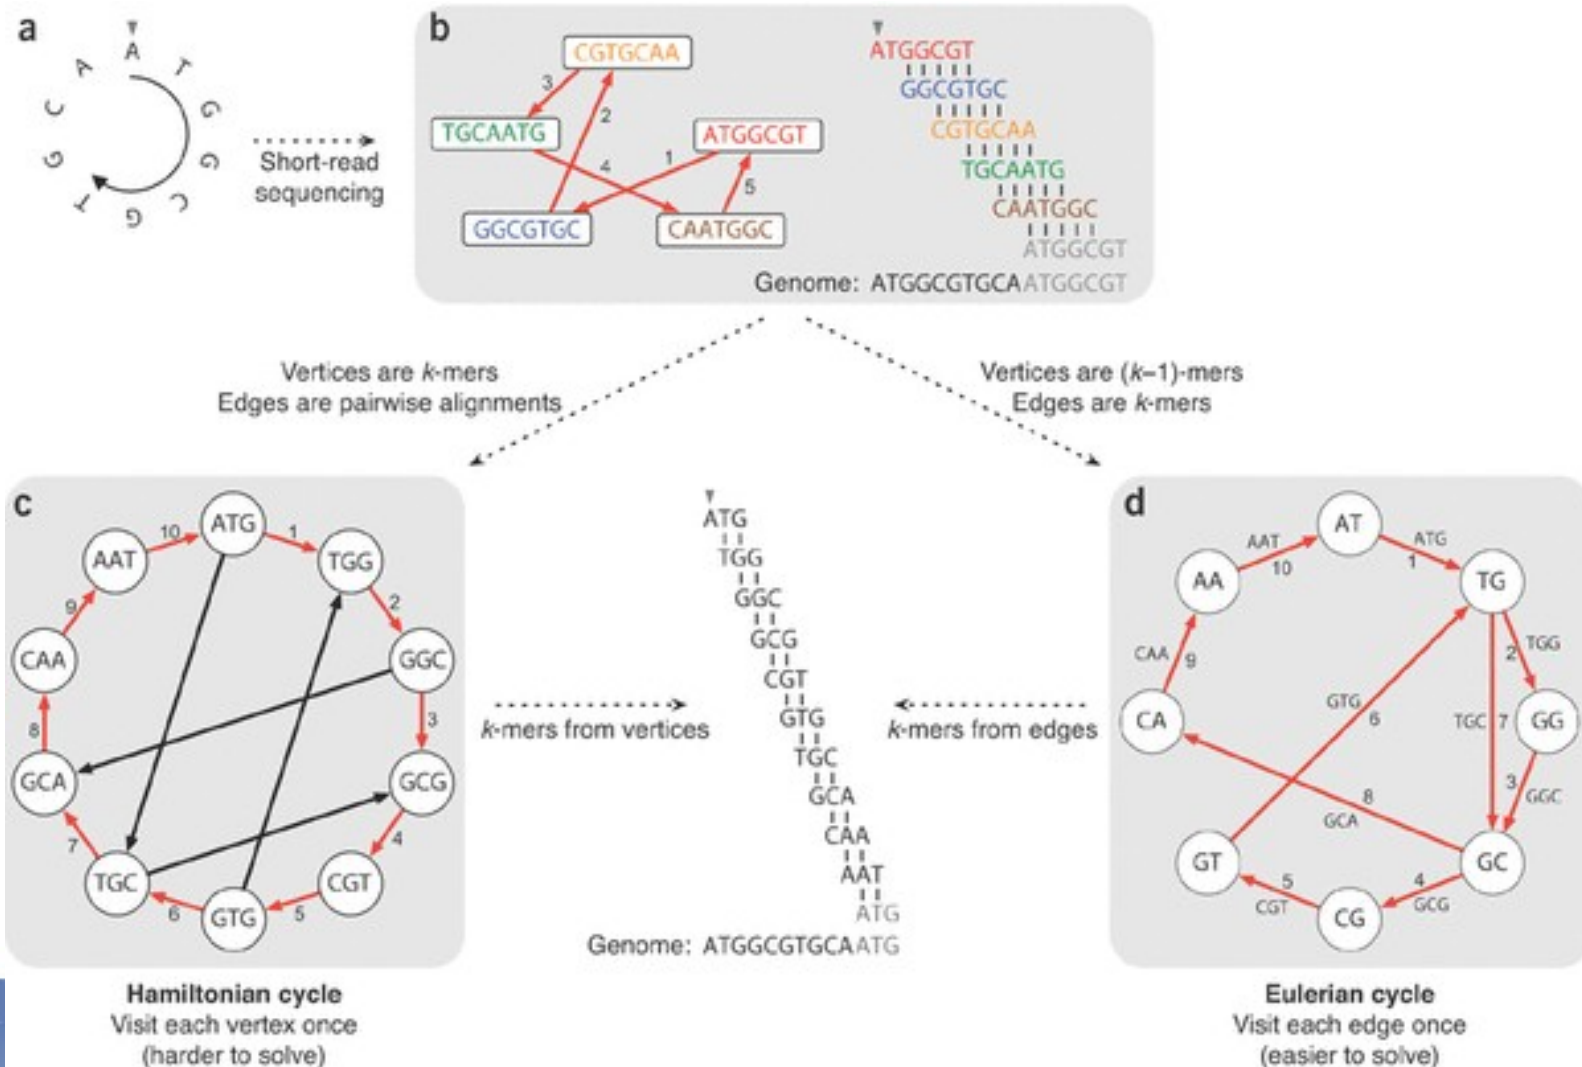 a
A
T
G
G
C
G
T
G
C
A
Short-read
sequencing
b
CGTGCAA
TGCAATG
ATGGCGT
GGCGTGC
CAATGGC
1
2
3
4
5
ATGGCGT
GGCGTGC
CGTGCAA
TGCAATG
CAATGGC
ATGGCGT
Genome: ATGGCGTGCAATGGCGT
Vertices are k-mers
Edges are pairwise alignments
Vertices are (k–1)-mers
Edges are k-mers
c
ATG
1
TGG
2
GGC
3
GCG
4
CGT
5
GTG
6
TGC
7
GCA
8
CAA
9
AAT
10
Hamiltonian cycle
Visit each vertex once
(harder to solve)
k-mers from vertices
ATG
TGG
GGC
GCG
CGT
GTG
TGC
GCA
CAA
AAT
ATG
Genome: ATGGCGTGCAATG
k-mers from edges
d
AT
ATG
1
TG
TGG
2
GG
GGC
3
GC
GCG
4
CG
CGT
5
GT
GTG
6
TGC
7
GCA
8
CA
CAA
9
AA
AAT
10
Eulerian cycle
Visit each edge once
(easier to solve)